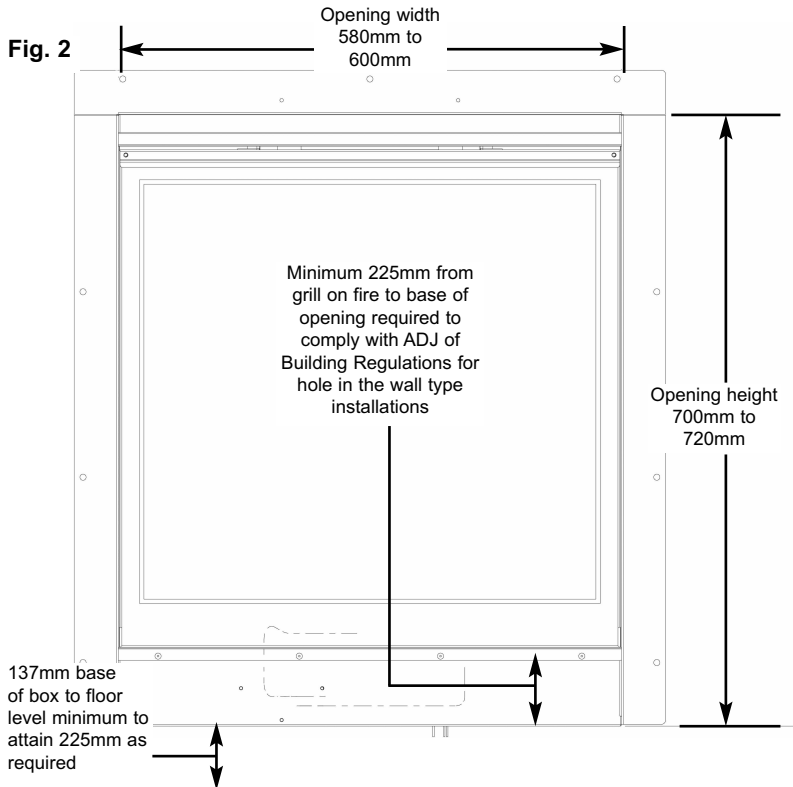 Opening width
580mm to
600mm
Fig. 2
Minimum 225mm from
grill on fire to base of
opening required to
comply with ADJ of
Building Regulations for
hole in the wall type
installations
Opening height
700mm to
720mm
137mm base
of box to floor
level minimum to
attain 225mm as
required